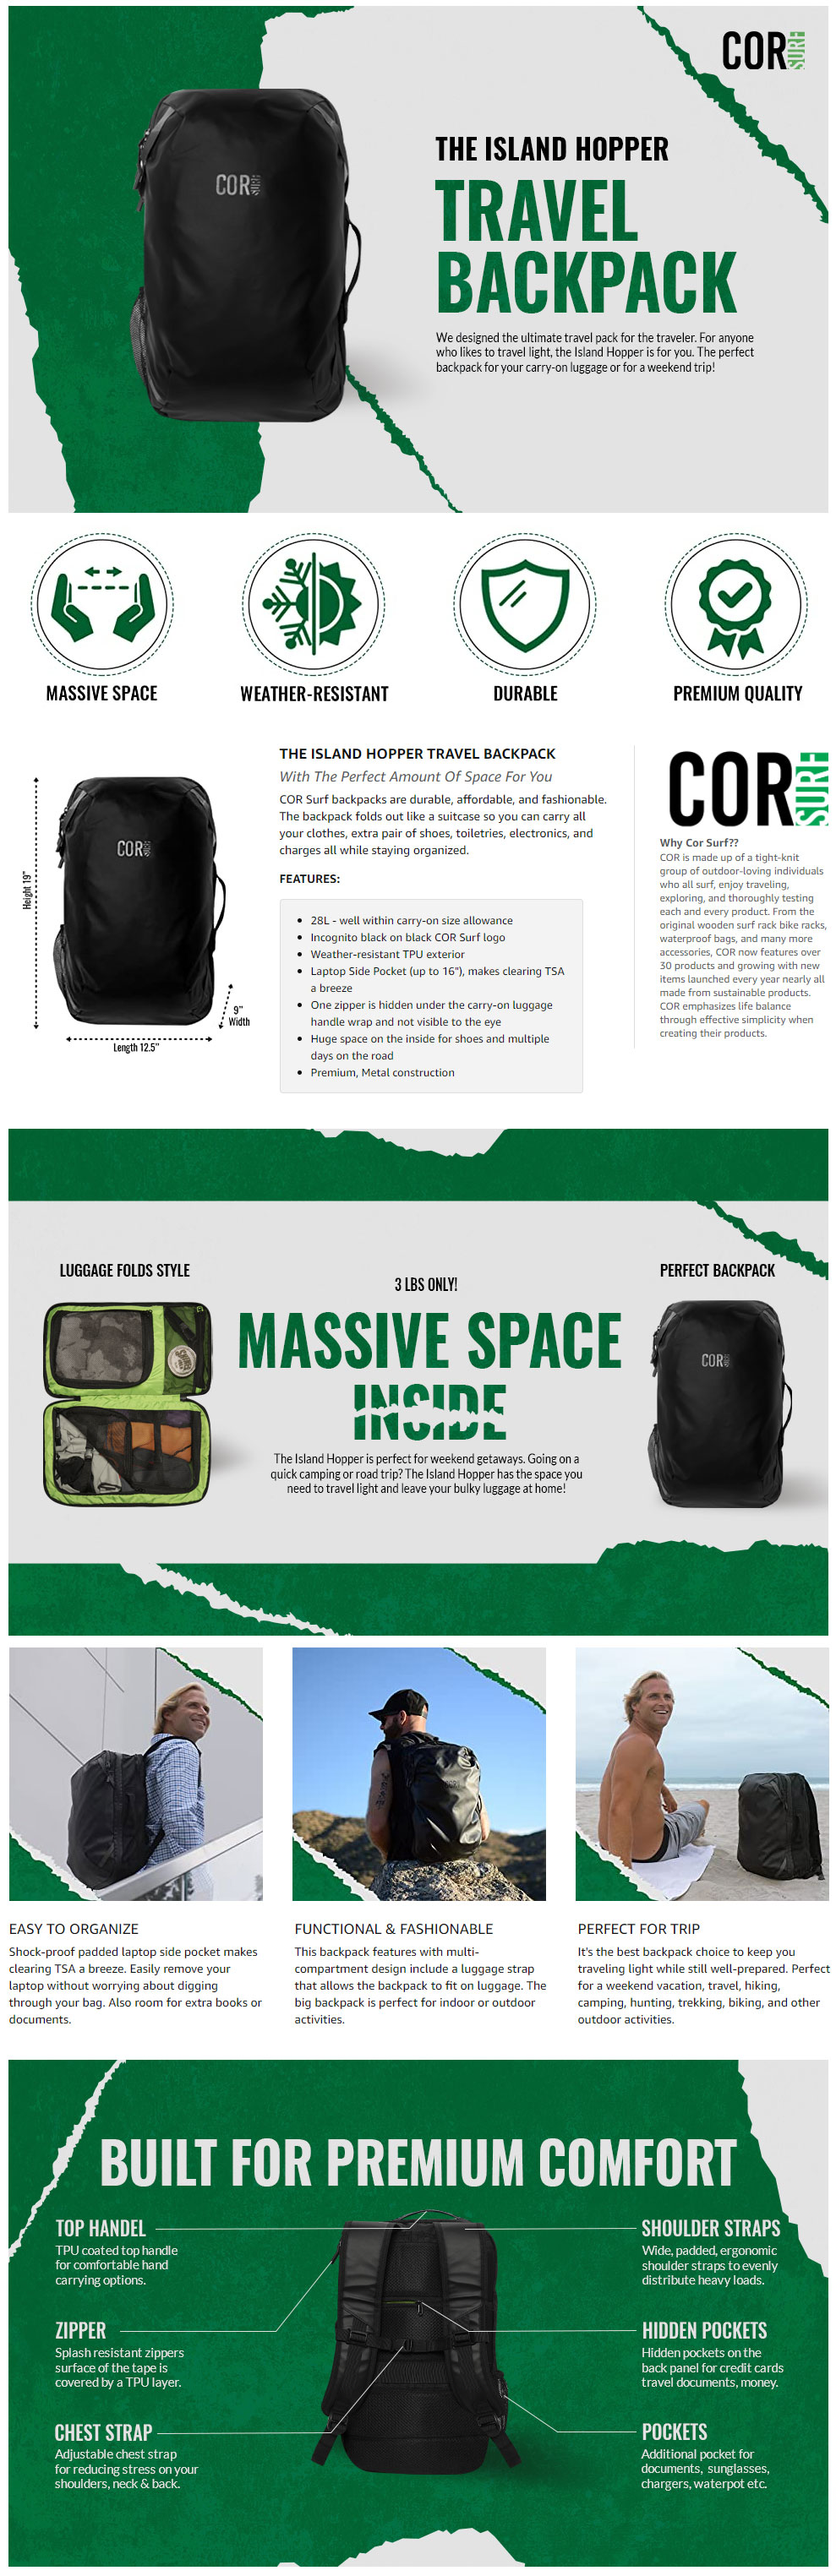 COR SURF
COR SURF
THE ISLAND HOPPER
TRAVEL
BACKPACK
We designed the ultimate travel pack for the traveler. For anyone
who likes to travel light, the Island Hopper is for you. The perfect
backpack for your carry-on luggage or for a weekend trip!
MASSIVE SPACE
WEATHER-RESISTANT
DURABLE
PREMIUM QUALITY
Height 19"
COR SURF
9"
Width
Length 12.5"
THE ISLAND HOPPER TRAVEL BACKPACK
With The Perfect Amount Of Space For You
COR Surf backpacks are durable, affordable, and fashionable.
The backpack folds out like a suitcase so you can carry all
your clothes, extra pair of shoes, toiletries, electronics, and
charges all while staying organized.
FEATURES:
• 28L - well within carry-on size allowance
• Incognito black on black COR Surf logo
• Weather-resistant TPU exterior
• Laptop Side Pocket (up to 16"), makes clearing TSA
a breeze
• One zipper is hidden under the carry-on luggage
handle wrap and not visible to the eye
• Huge space on the inside for shoes and multiple
days on the road
• Premium, Metal construction
COR SURF
Why Cor Surf??
COR is made up of a tight-knit
group of outdoor-loving individuals
who all surf, enjoy traveling,
exploring, and thoroughly testing
each and every product. From the
original wooden surf rack bike racks,
waterproof bags, and many more
accessories, COR now features over
30 products and growing with new
items launched every year nearly all
made from sustainable products.
COR emphasizes life balance
through effective simplicity when
creating their products.
LUGGAGE FOLDS STYLE
3 LBS ONLY!
MASSIVE SPACE
INSIDE
The Island Hopper is perfect for weekend getaways. Going on a
quick camping or road trip? The Island Hopper has the space you
need to travel light and leave your bulky luggage at home!
PERFECT BACKPACK
COR SURF
EASY TO ORGANIZE
Shock-proof padded laptop side pocket makes
clearing TSA a breeze. Easily remove your
laptop without worrying about digging
through your bag. Also room for extra books or
documents.
FUNCTIONAL & FASHIONABLE
This backpack features with multi-
compartment design include a luggage strap
that allows the backpack to fit on luggage. The
big backpack is perfect for indoor or outdoor
activities.
PERFECT FOR TRIP
It's the best backpack choice to keep you
traveling light while still well-prepared. Perfect
for a weekend vacation, travel, hiking,
camping, hunting, trekking, biking, and other
outdoor activities.
BUILT FOR PREMIUM COMFORT
TOP HANDEL
TPU coated top handle
for comfortable hand
carrying options.
ZIPPER
Splash resistant zippers
surface of the tape is
covered by a TPU layer.
CHEST STRAP
Adjustable chest strap
for reducing stress on your
shoulders, neck & back.
SHOULDER STRAPS
Wide, padded, ergonomic
shoulder straps to evenly
distribute heavy loads.
HIDDEN POCKETS
Hidden pockets on the
back panel for credit cards
travel documents, money.
POCKETS
Additional pocket for
documents, sunglasses,
chargers, waterpot etc.